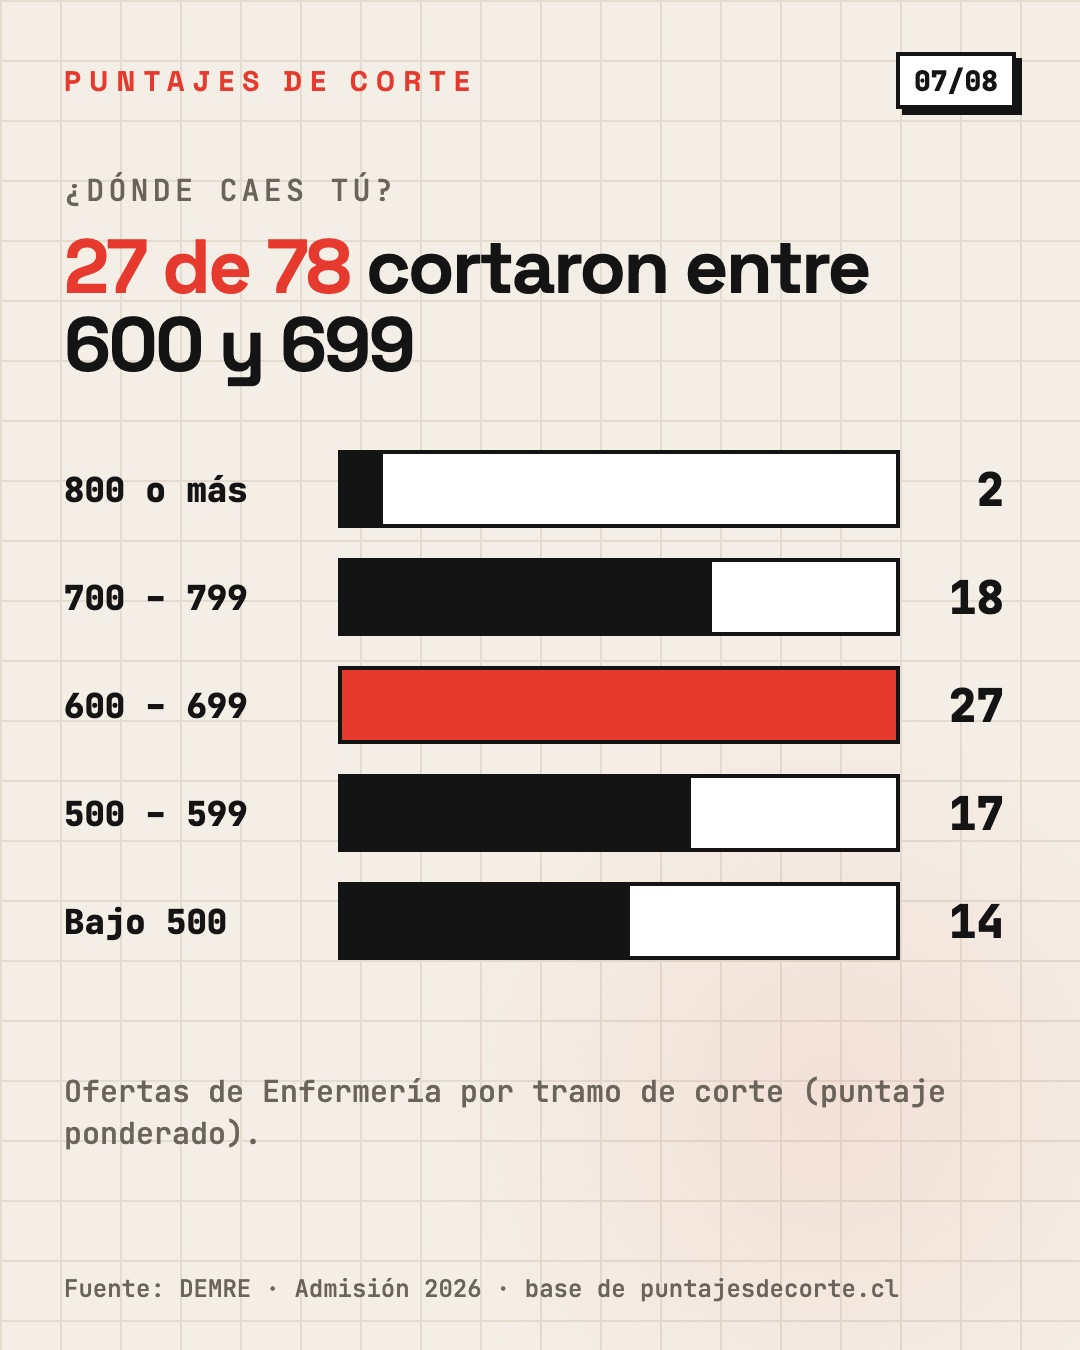 PUNTAJES DE CORTE
07/08
¿DÓNDE CAES TÚ?
27 de 78 cortaron entre
600 y 699
800 o más 2
700 – 799 18
600 – 699 27
500 – 599 17
Bajo 500 14
Ofertas de Enfermería por tramo de corte (puntaje
ponderado).
Fuente: DEMRE · Admisión 2026 · base de puntajesdecorte.cl